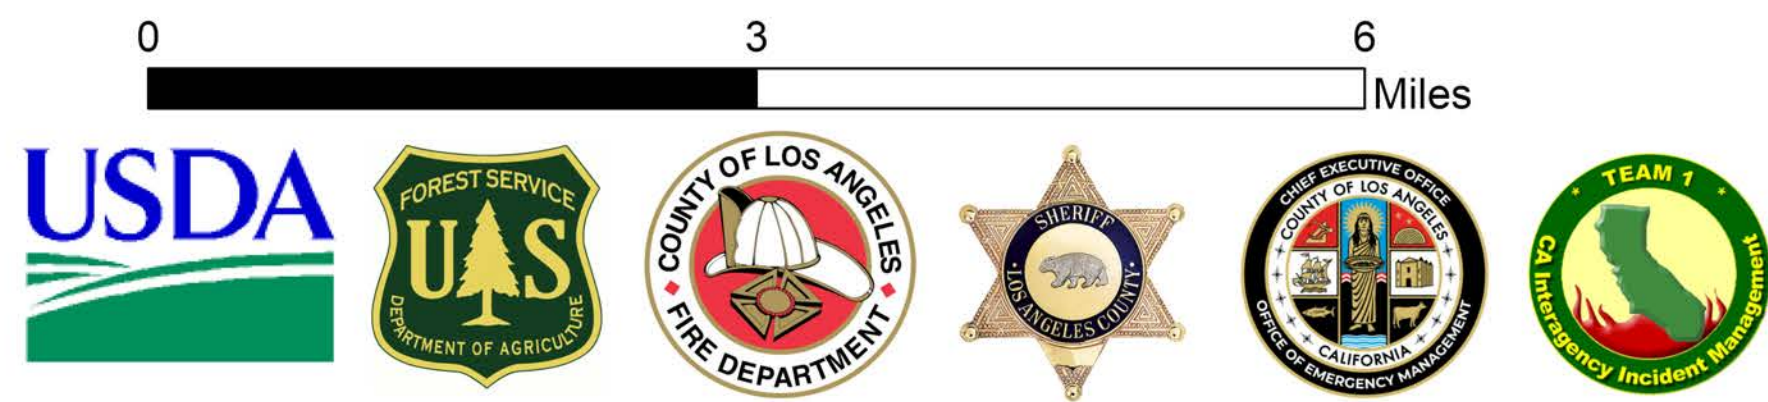 0 3 6
Miles
USDA
FOREST SERVICE
U S
DEPARTMENT OF AGRICULTURE
COUNTY OF LOS ANGELES
FIRE DEPARTMENT
SHERIFF
LOS ANGELES COUNTY
CHIEF EXECUTIVE OFFICE
COUNTY OF LOS ANGELES
CALIFORNIA
OFFICE OF EMERGENCY MANAGEMENT
TEAM 1
CA Interagency Incident Management